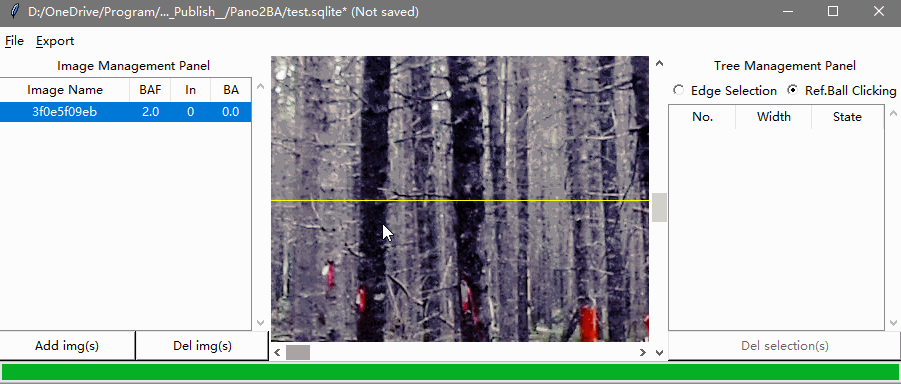 D:/OneDrive/Program/..._Publish__/Pano2BA/test.sqlite* (Not saved)
File Export
Image Management Panel
Image Name BAF In BA
3f0e5f09eb 2.0 0 0.0
Add img(s) Del img(s)
Tree Management Panel
Edge Selection Ref.Ball Clicking
No. Width State
Del selection(s)